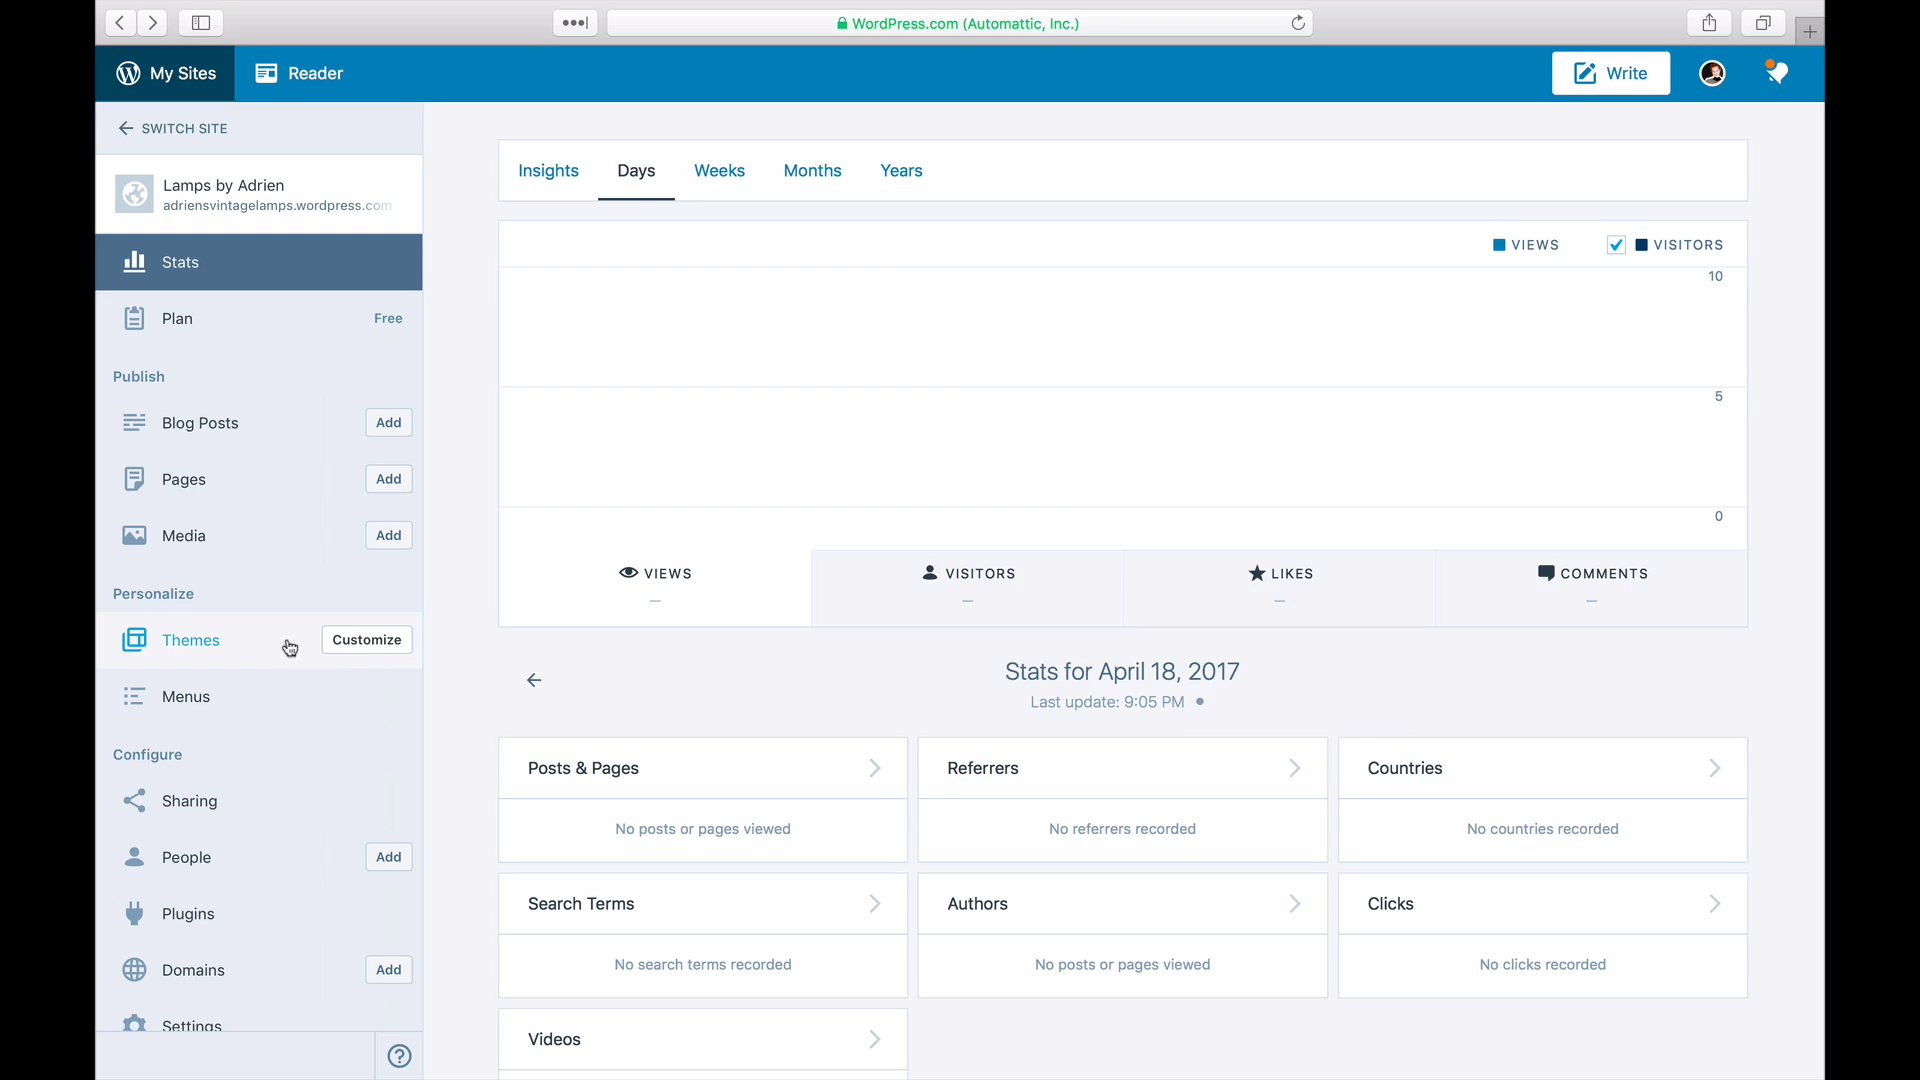 WordPress.com (Automattic, Inc.)
My Sites
Reader
Write
SWITCH SITE
Lamps by Adrien
adriensvintagelamps.wordpress.com
Stats
Plan
Free
Publish
Blog Posts
Add
Pages
Add
Media
Add
Personalize
Themes
Customize
Menus
Configure
Sharing
People
Add
Plugins
Domains
Add
Settings
Insights
Days
Weeks
Months
Years
VIEWS
VISITORS
10
5
0
VIEWS
–
VISITORS
–
LIKES
–
COMMENTS
–
Stats for April 18, 2017
Last update: 9:05 PM
Posts & Pages
No posts or pages viewed
Referrers
No referrers recorded
Countries
No countries recorded
Search Terms
No search terms recorded
Authors
No posts or pages viewed
Clicks
No clicks recorded
Videos